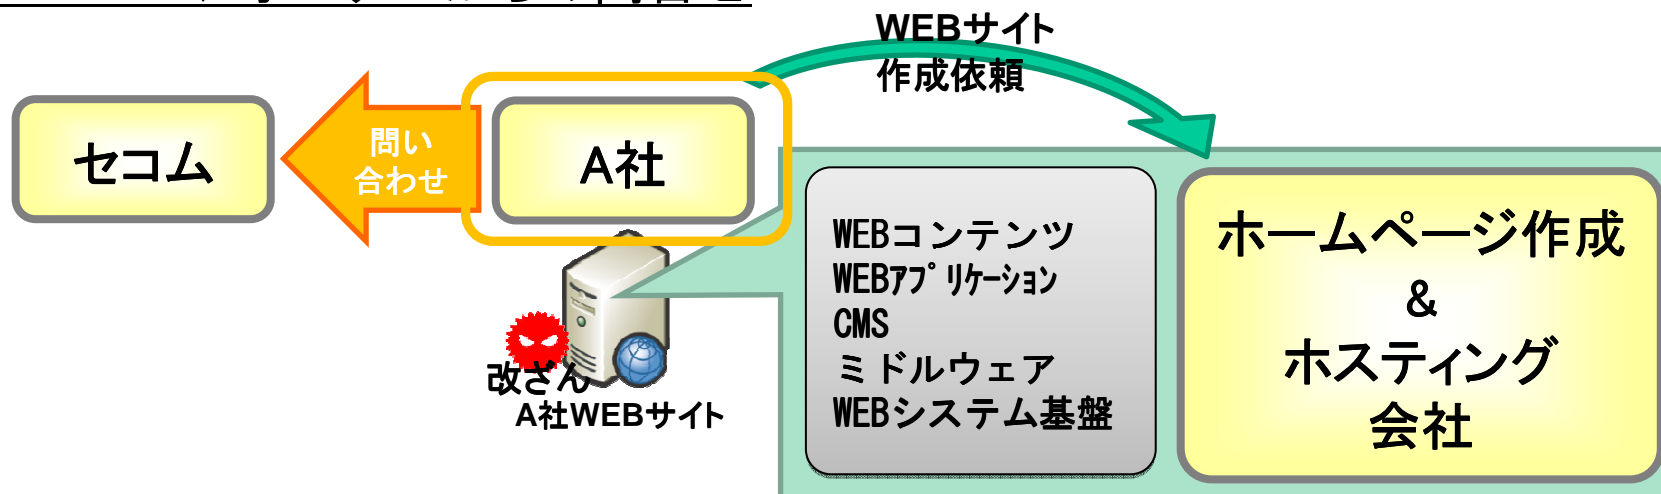 WEBサイト
作成依頼
セコム
問い
合わせ
A社
WEBコンテンツ
WEBアプリケーション
CMS
ミドルウェア
WEBシステム基盤
ホームページ作成
&
ホスティング
会社
改ざん
A社WEBサイト